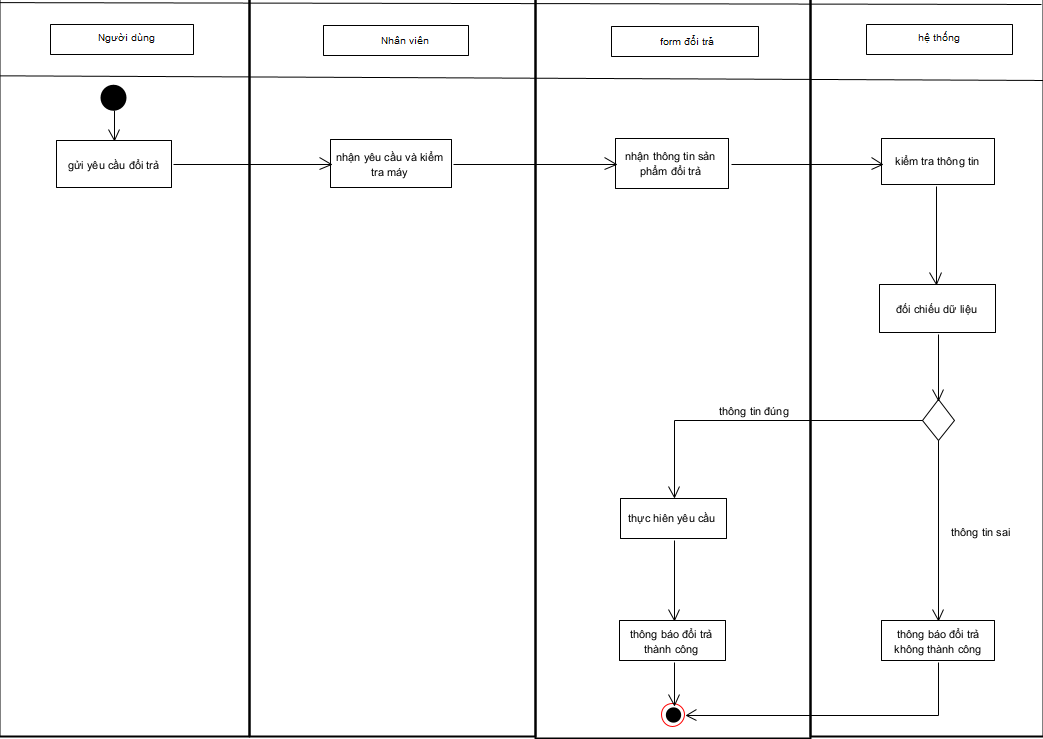 Người dùng
Nhân viên
form đổi trả
hệ thống
gửi yêu cầu đổi trả
nhận yêu cầu và kiểm
tra máy
nhận thông tin sản
phẩm đổi trả
kiểm tra thông tin
đối chiếu dữ liệu
thông tin đúng
thực hiên yêu cầu
thông tin sai
thông báo đổi trả
thành công
thông báo đổi trả
không thành công